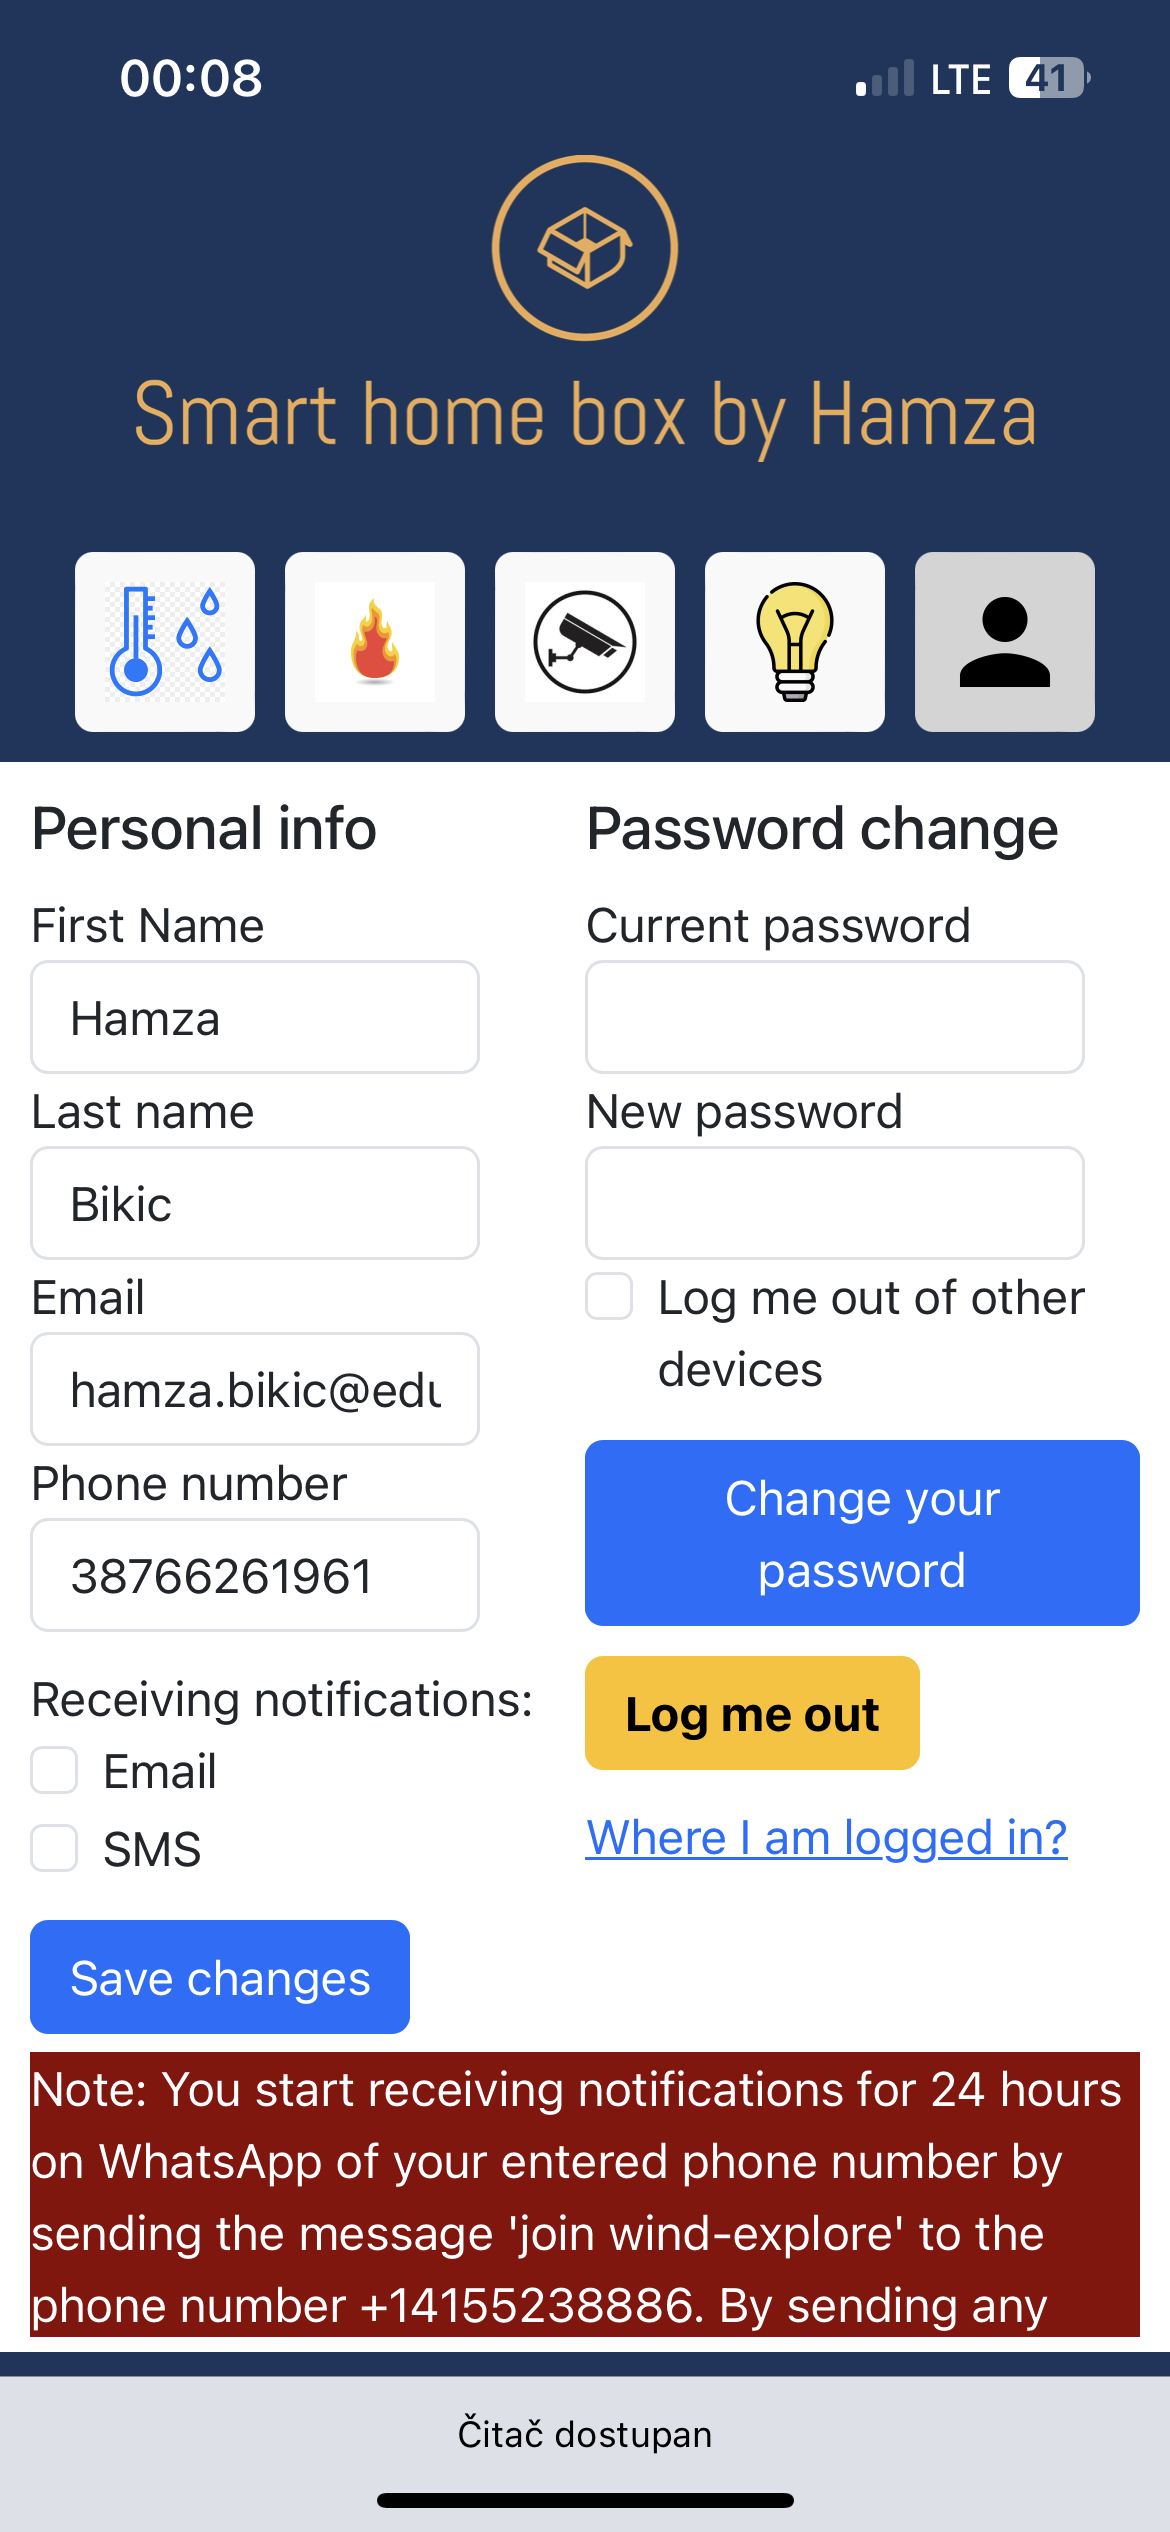 00:08
LTE 41
Smart home box by Hamza
Personal info
First Name
Hamza
Last name
Bikic
Email
hamza.bikic@edu
Phone number
38766261961
Receiving notifications:
Email
SMS
Save changes
Password change
Current password
New password
Log me out of other
devices
Change your
password
Log me out
Where I am logged in?
Note: You start receiving notifications for 24 hours
on WhatsApp of your entered phone number by
sending the message 'join wind-explore' to the
phone number +14155238886. By sending any
Čitač dostupan